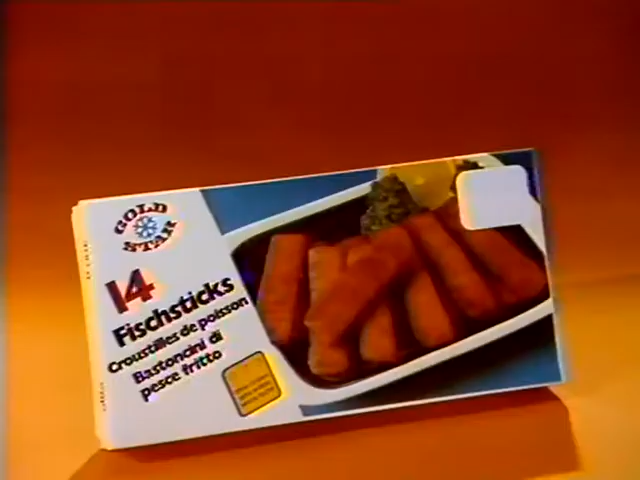 GOLD
STAR
14
Fischsticks
Croustilles de poisson
Bastoncini di
pesce fritto